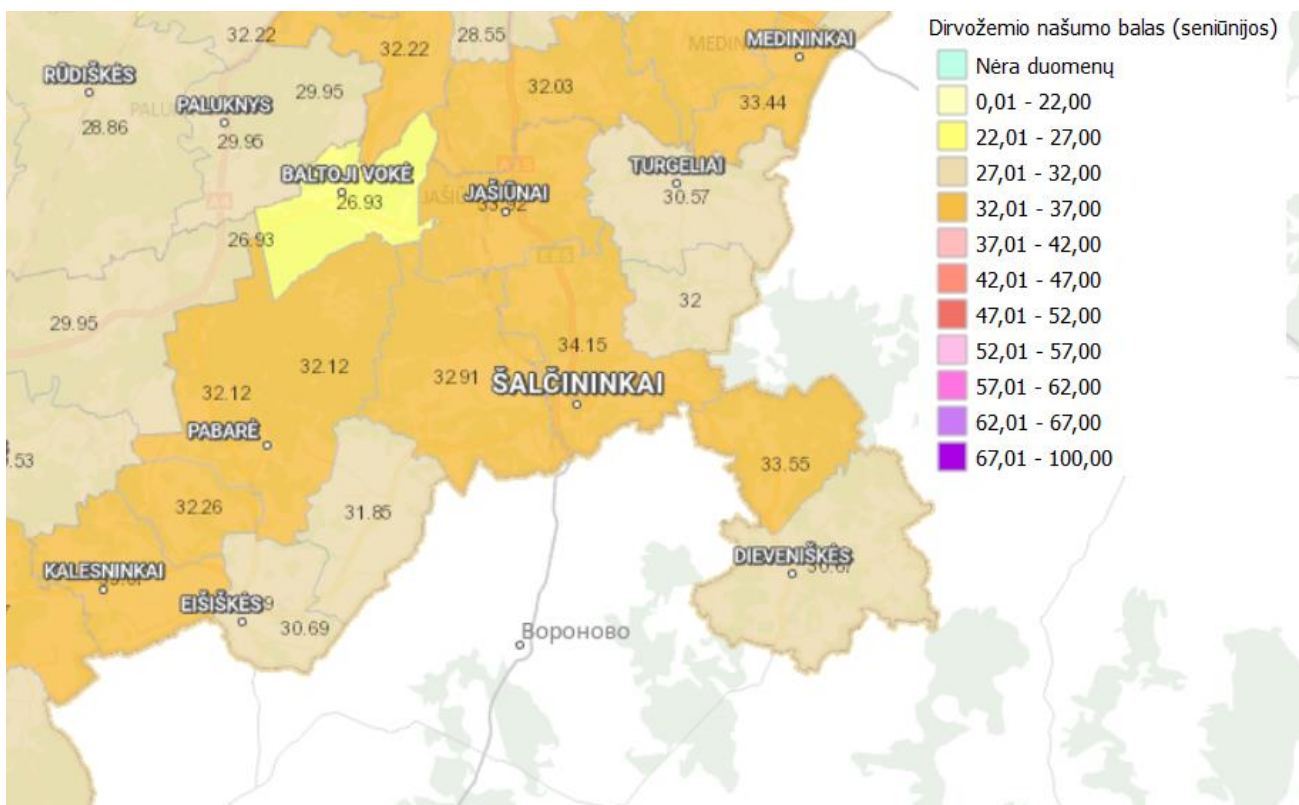 Dirvožemio našumo balas (seniūnijos)
Nėra duomenų
0,01 - 22,00
22,01 - 27,00
27,01 - 32,00
32,01 - 37,00
37,01 - 42,00
42,01 - 47,00
47,01 - 52,00
52,01 - 57,00
57,01 - 62,00
62,01 - 67,00
67,01 - 100,00
32.22
28.55
32.22
MEDININKAI
RŪDIŠKĖS
29.95
32.03
33.44
PALUKNYS
28.86
29.95
TURGELIAI
BALTOJI VOKĖ
30.57
26.93
JAŠIŪNAI
26.93
32
29.95
34.15
32.12
32.91
32.12
ŠALČININKAI
PABARĖ
33.55
32.26
31.85
KALESNINKAI
DIEVENIŠKĖS
EIŠIŠKĖS
30.69
Вороново